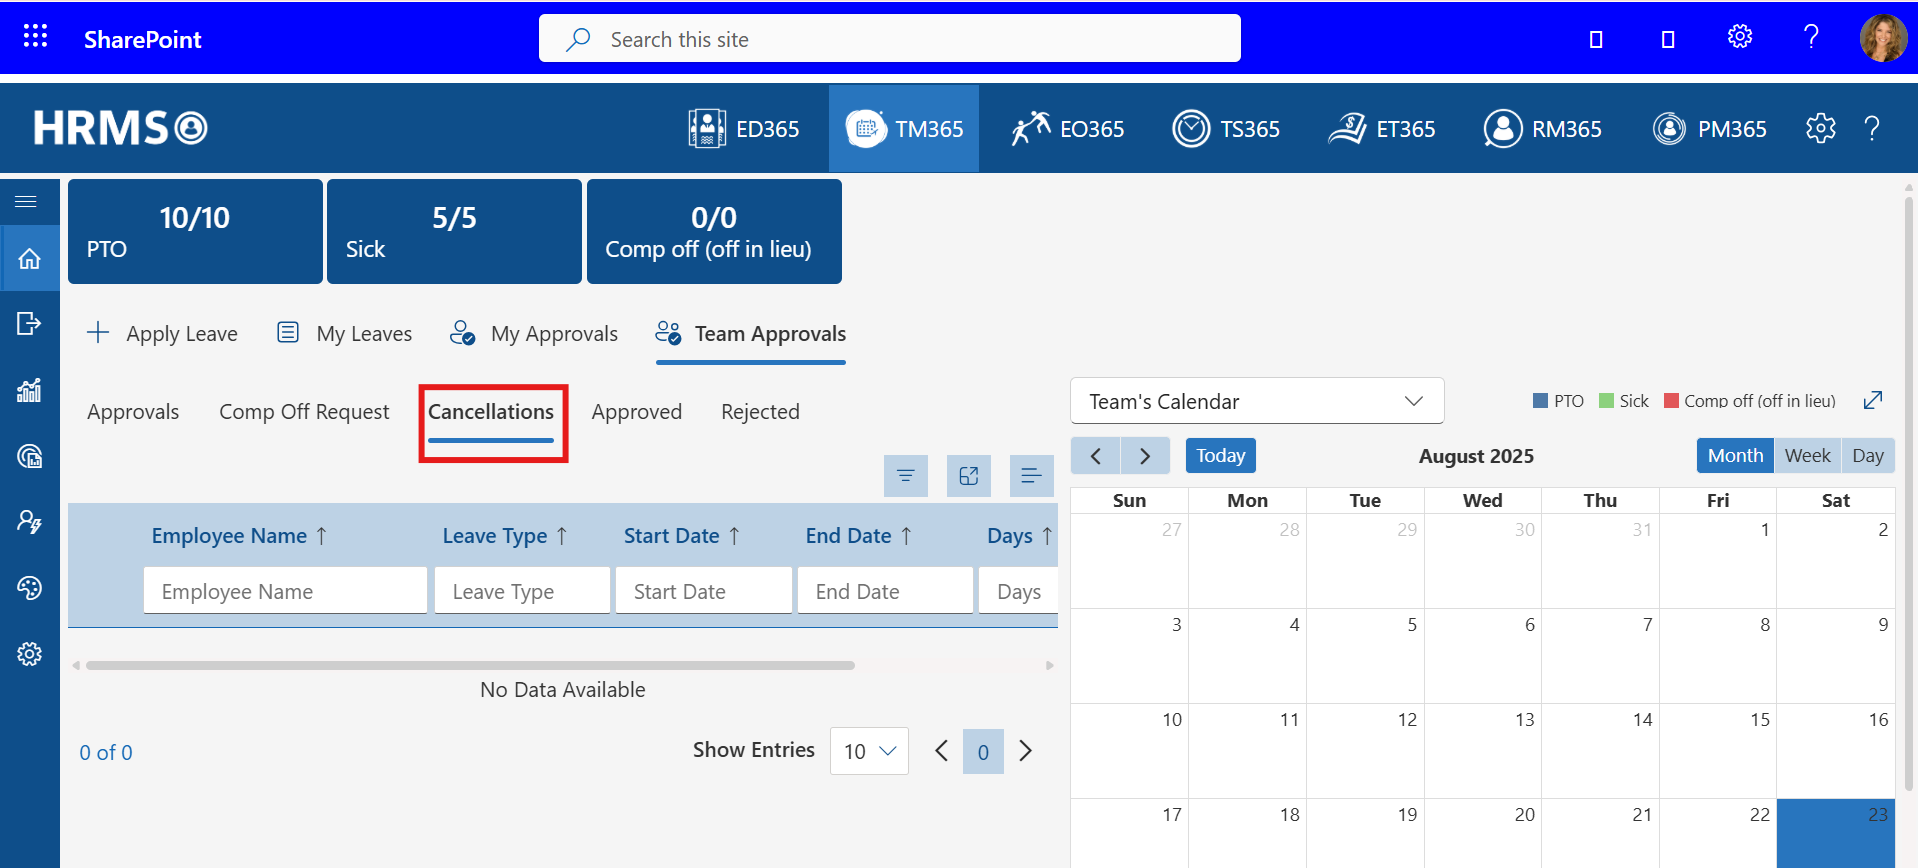 SharePoint
Search this site
?
HRMS
ED365
TM365
EO365
TS365
ET365
RM365
PM365
?
10/10
PTO
5/5
Sick
0/0
Comp off (off in lieu)
Apply Leave
My Leaves
My Approvals
Team Approvals
Approvals
Comp Off Request
Cancellations
Approved
Rejected
Employee Name ↑
Leave Type ↑
Start Date ↑
End Date ↑
Days ↑
Employee Name
Leave Type
Start Date
End Date
Days
No Data Available
0 of 0
Show Entries
10
0
Team's Calendar
PTO
Sick
Comp off (off in lieu)
Today
August 2025
Month
Week
Day
Sun Mon Tue Wed Thu Fri Sat
27 28 29 30 31 1 2
3 4 5 6 7 8 9
10 11 12 13 14 15 16
17 18 19 20 21 22 23